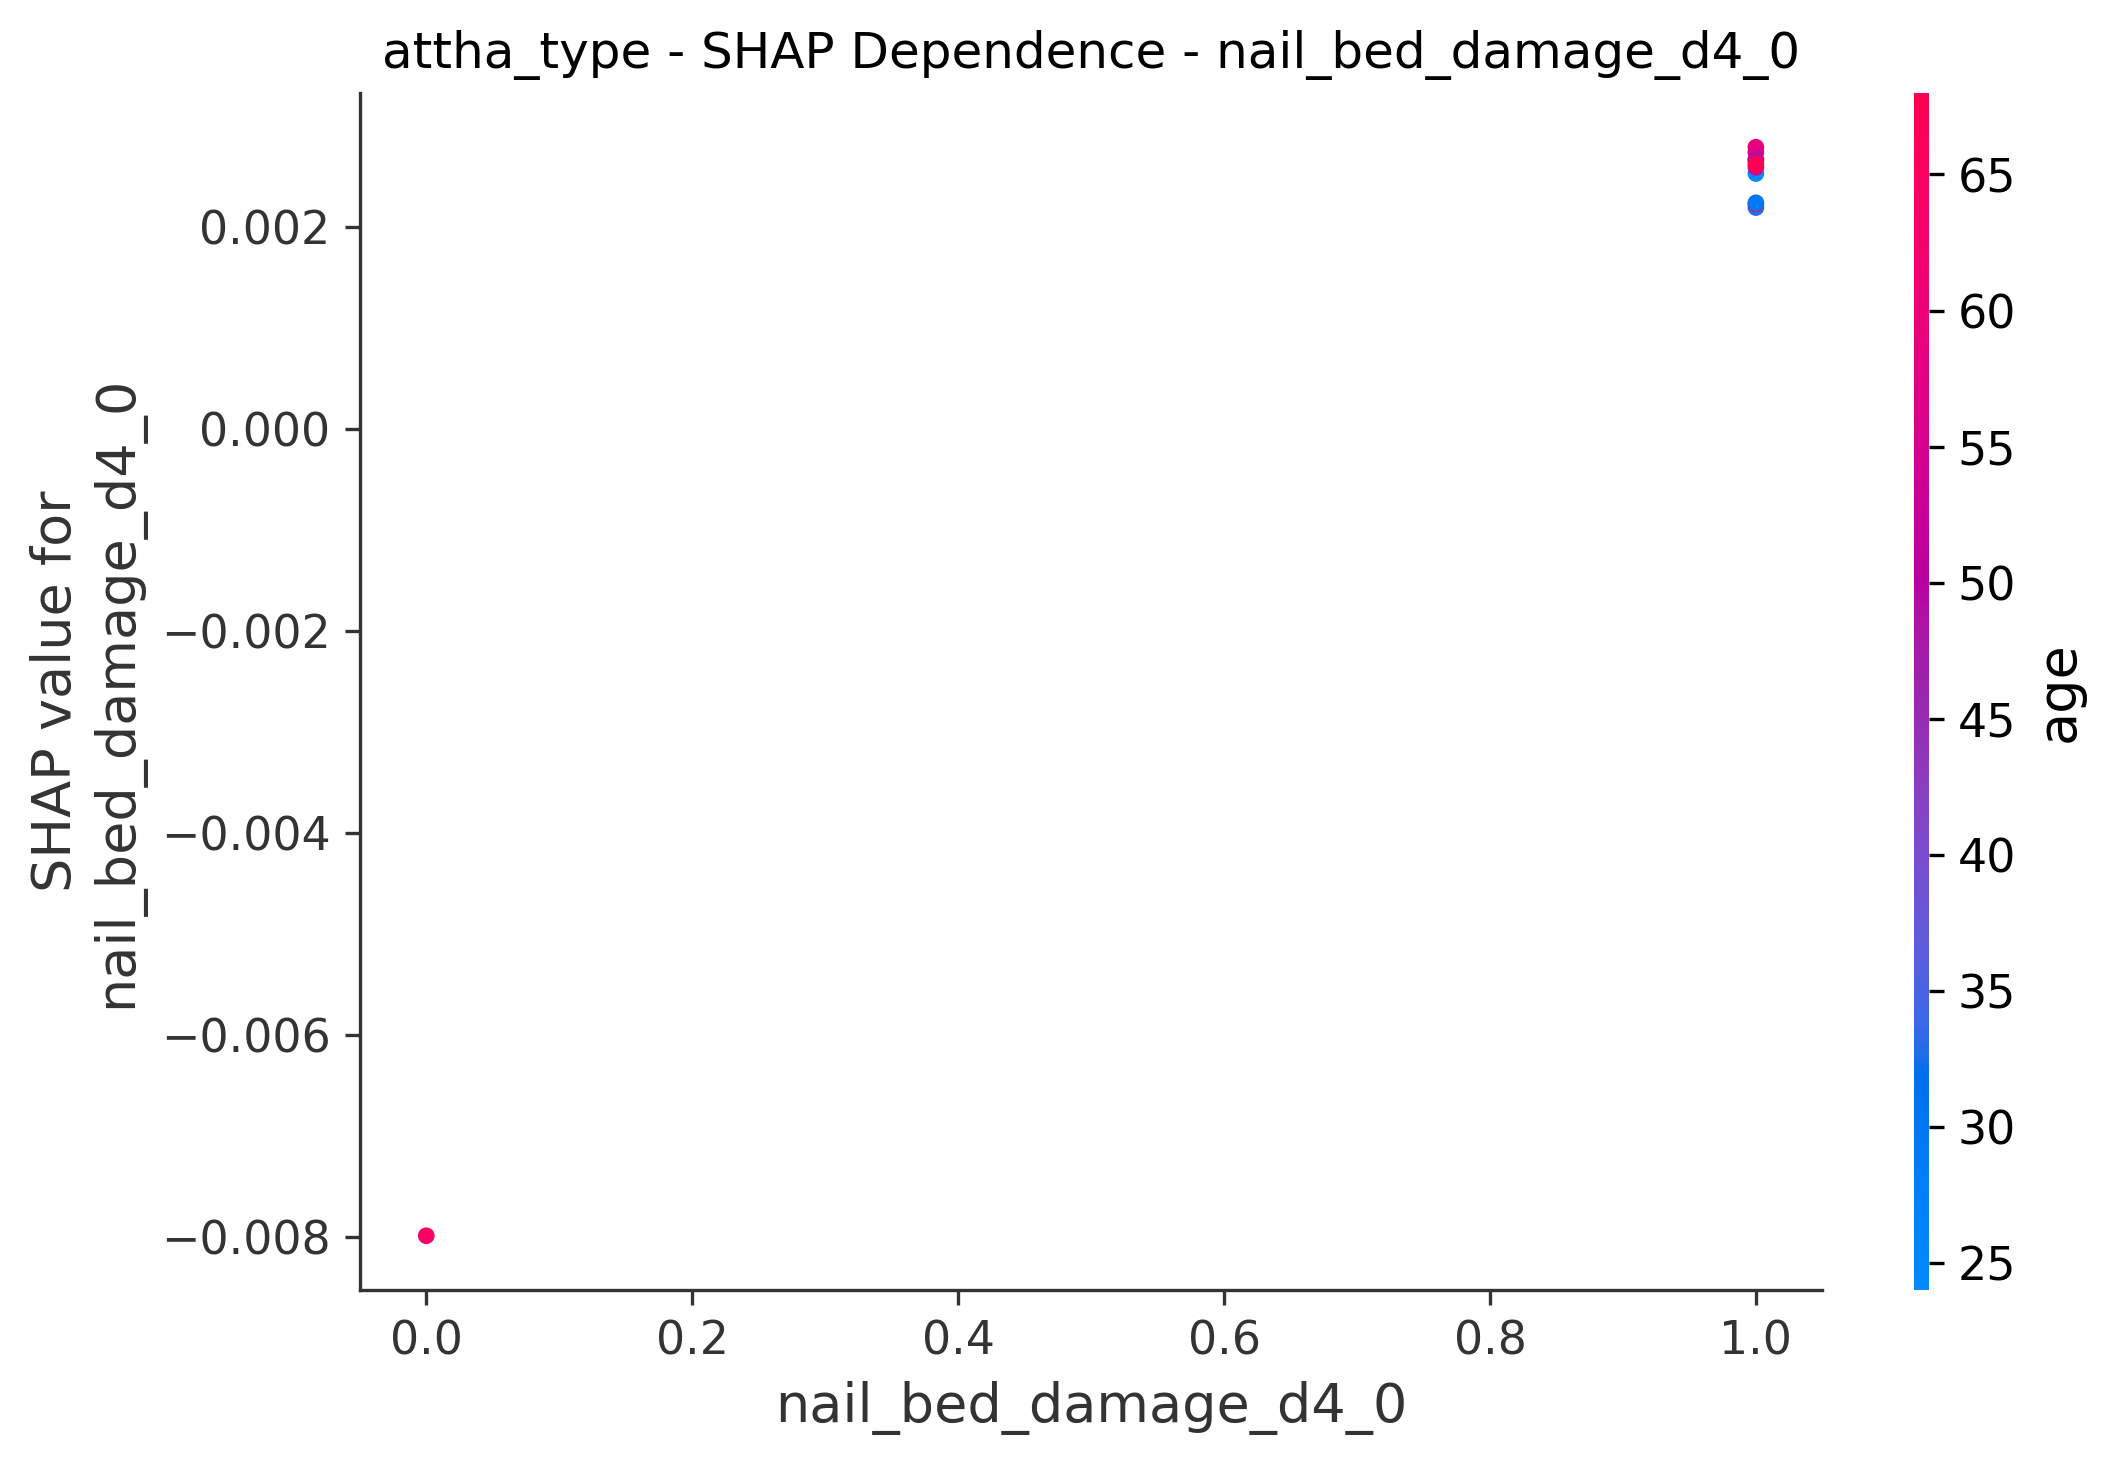 attha_type - SHAP Dependence - nail_bed_damage_d4_0
SHAP value for
nail_bed_damage_d4_0
0.002
0.000
−0.002
−0.004
−0.006
−0.008
0.0 0.2 0.4 0.6 0.8 1.0
nail_bed_damage_d4_0
65
60
55
50
45
40
35
30
25
age